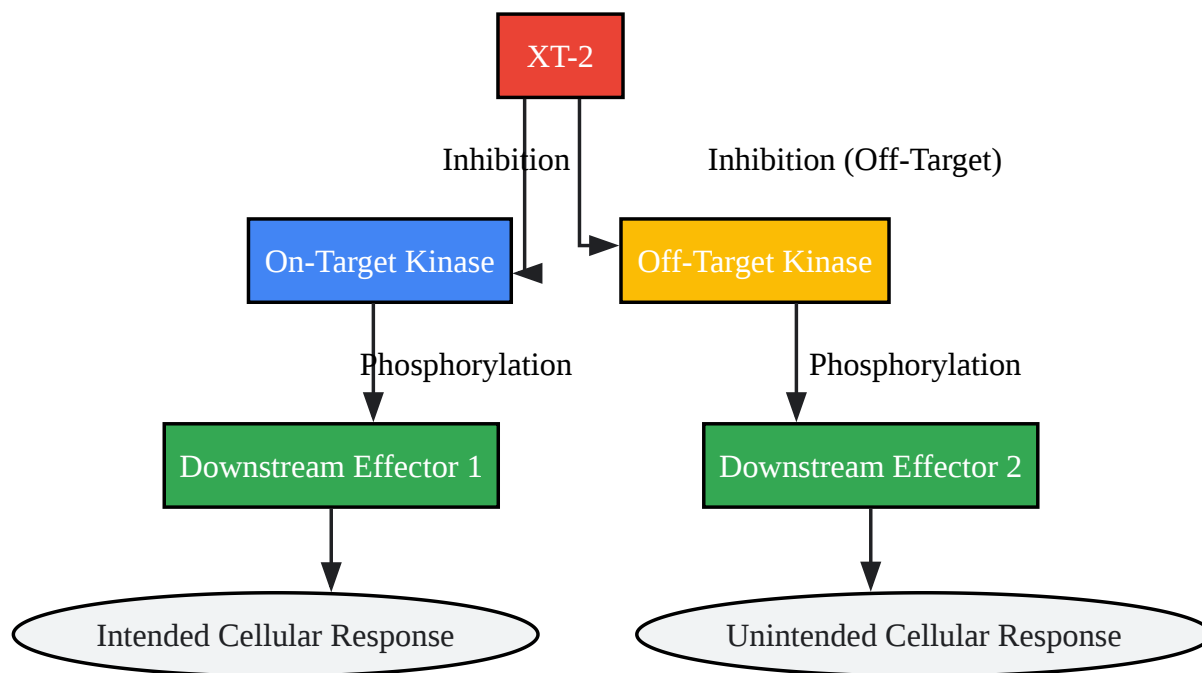 XT-2
Inhibition
Inhibition (Off-Target)
On-Target Kinase
Off-Target Kinase
Phosphorylation
Phosphorylation
Downstream Effector 1
Downstream Effector 2
Intended Cellular Response
Unintended Cellular Response